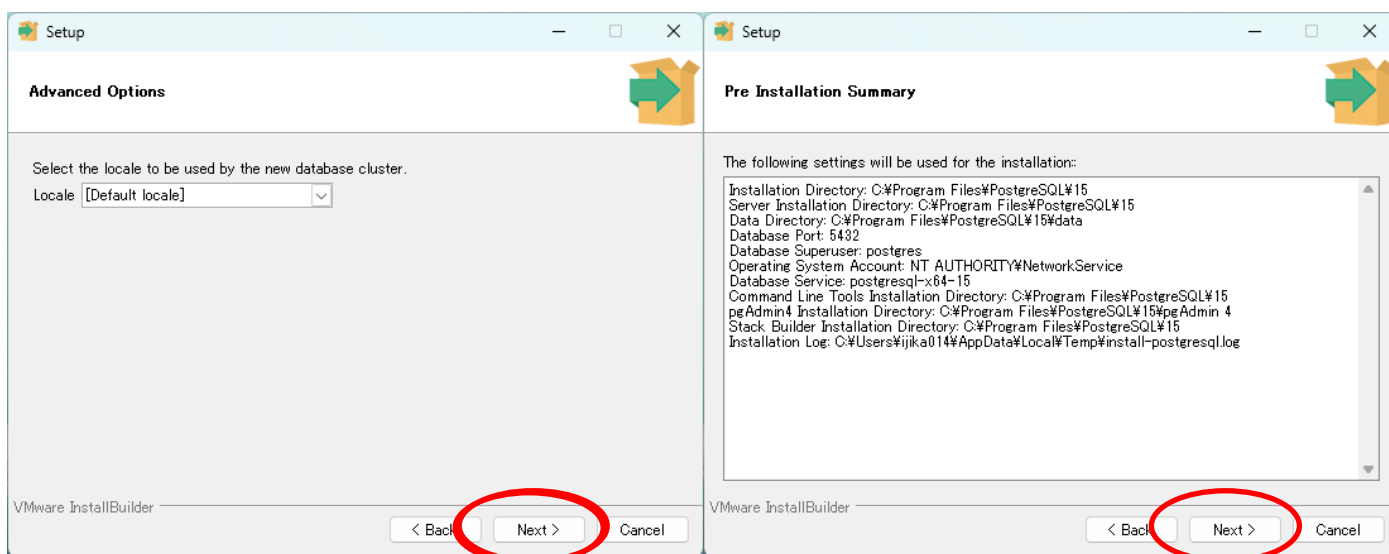 Setup
Advanced Options
Select the locale to be used by the new database cluster.
Locale [Default locale]
VMware InstallBuilder
< Back
Next >
Cancel
Setup
Pre Installation Summary
The following settings will be used for the installation::
Installation Directory: C:¥Program Files¥PostgreSQL¥15
Server Installation Directory: C:¥Program Files¥PostgreSQL¥15
Data Directory: C:¥Program Files¥PostgreSQL¥15¥data
Database Port: 5432
Database Superuser: postgres
Operating System Account: NT AUTHORITY¥NetworkService
Database Service: postgresql-x64-15
Command Line Tools Installation Directory: C:¥Program Files¥PostgreSQL¥15
pgAdmin4 Installation Directory: C:¥Program Files¥PostgreSQL¥15¥pgAdmin 4
Stack Builder Installation Directory: C:¥Program Files¥PostgreSQL¥15
Installation Log: C:¥Users¥ijika014¥AppData¥Local¥Temp¥install-postgresql.log
VMware InstallBuilder
< Back
Next >
Cancel